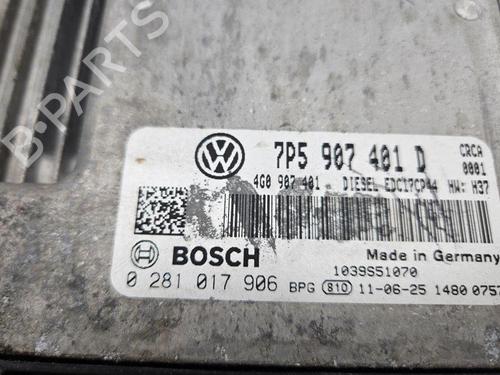 B-PARTS
7P5 907 401 D
CRCA
0001
4G0 907 401 DIESEL EDC17CP44 HW: H37
BOSCH
Made in Germany
1039S51070
0 281 017 906 BPG 810 11-06-25 1480 0757